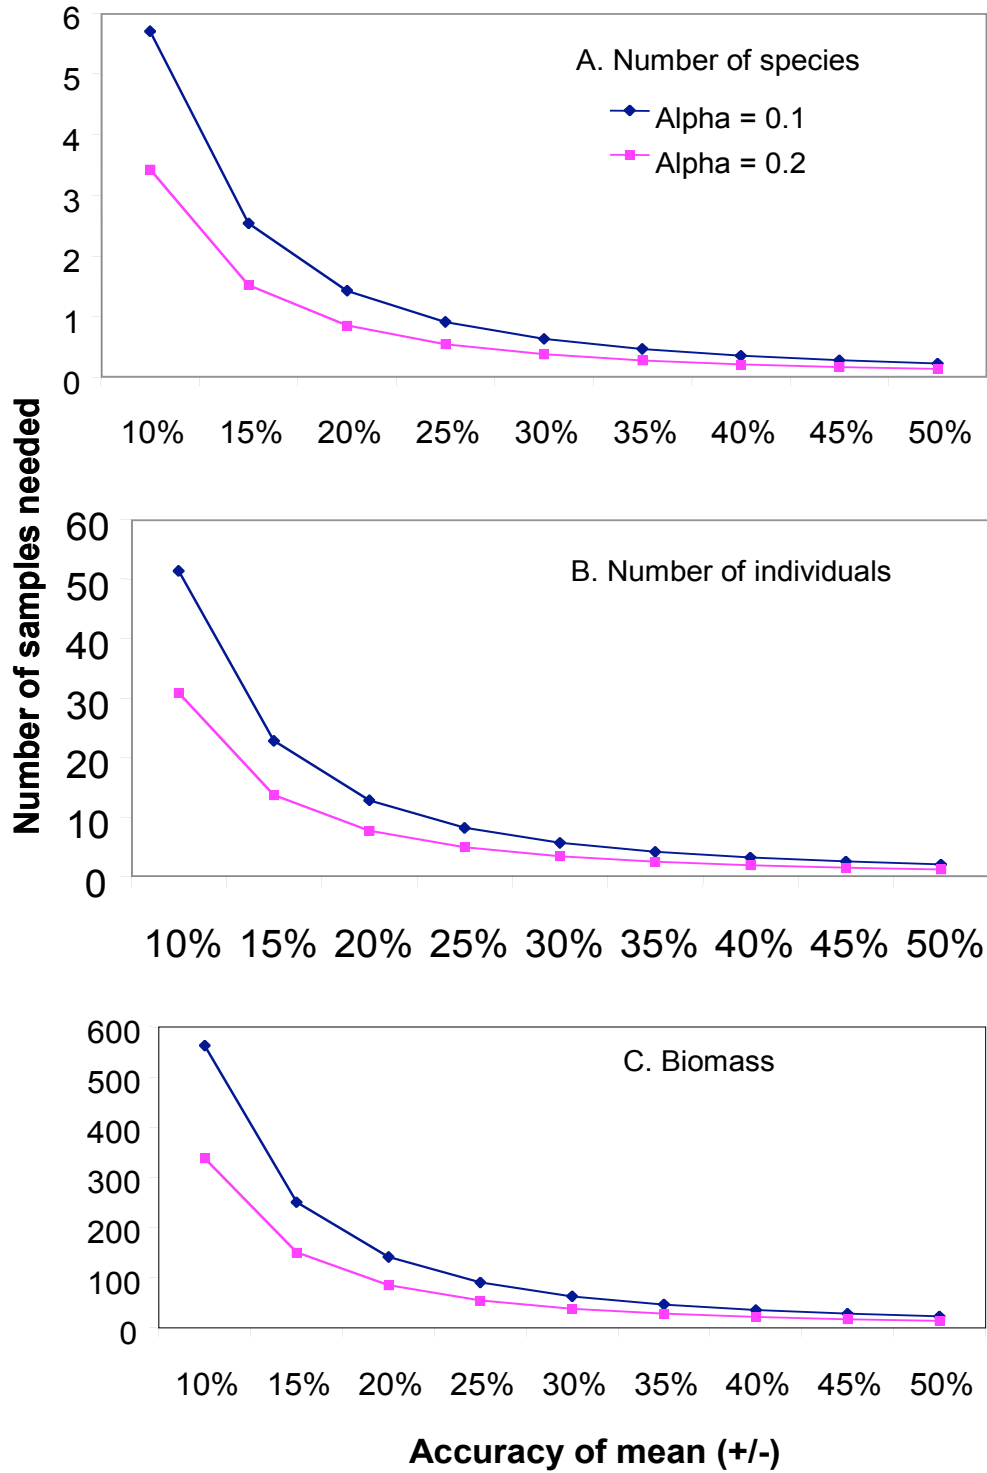 Number of samples needed
6
5
4
3
2
1
0
A. Number of species
Alpha = 0.1
Alpha = 0.2
10% 15% 20% 25% 30% 35% 40% 45% 50%
60
50
40
30
20
10
0
B. Number of individuals
10% 15% 20% 25% 30% 35% 40% 45% 50%
600
500
400
300
200
100
0
C. Biomass
10% 15% 20% 25% 30% 35% 40% 45% 50%
Accuracy of mean (+/-)